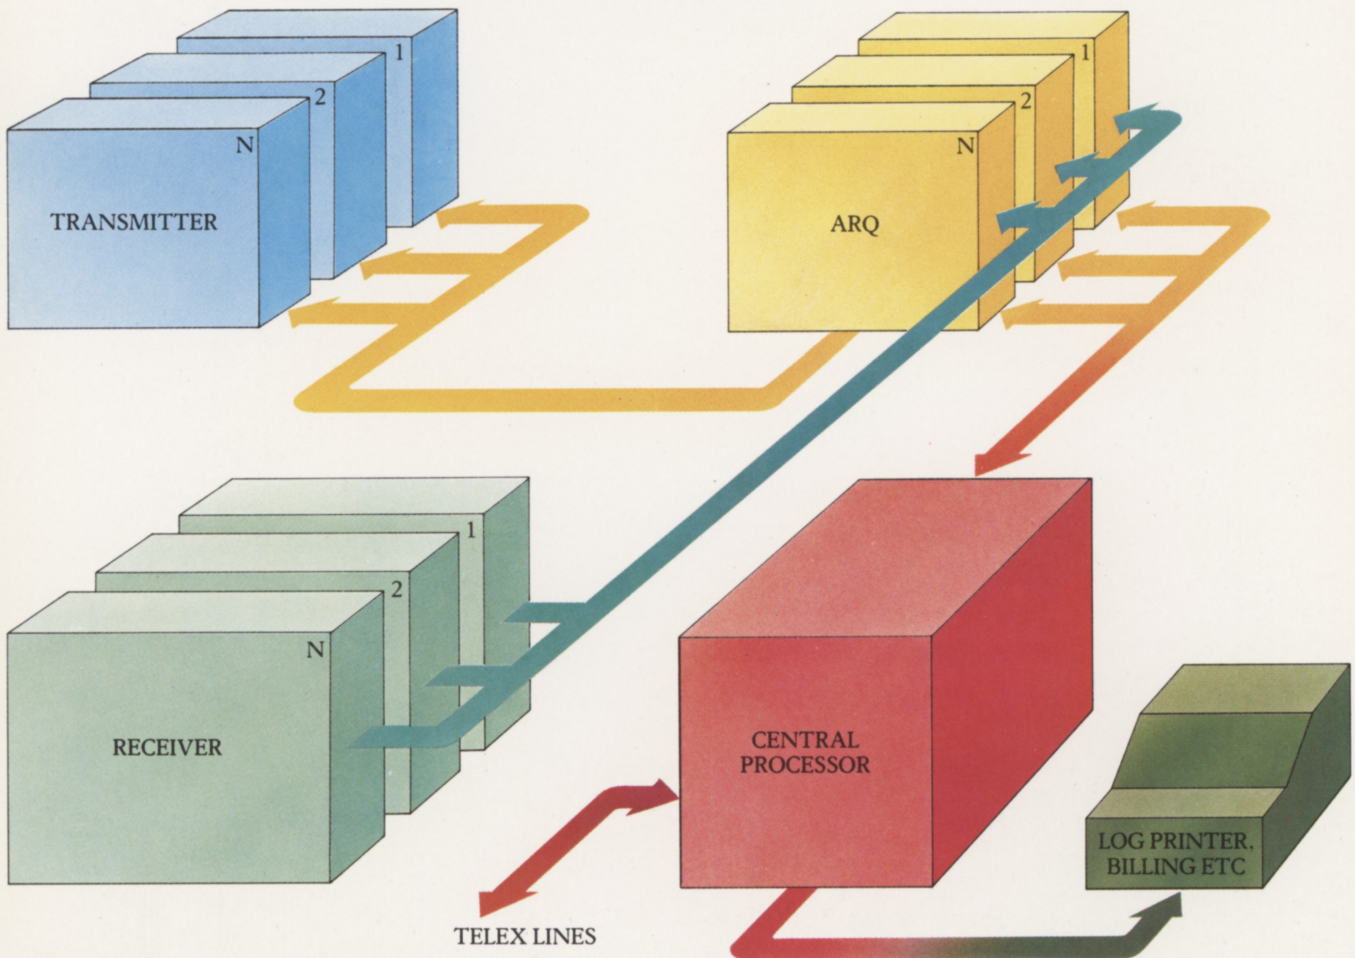 1
2
N
TRANSMITTER
1
2
N
ARQ
1
2
N
RECEIVER
CENTRAL
PROCESSOR
LOG PRINTER,
BILLING ETC
TELEX LINES